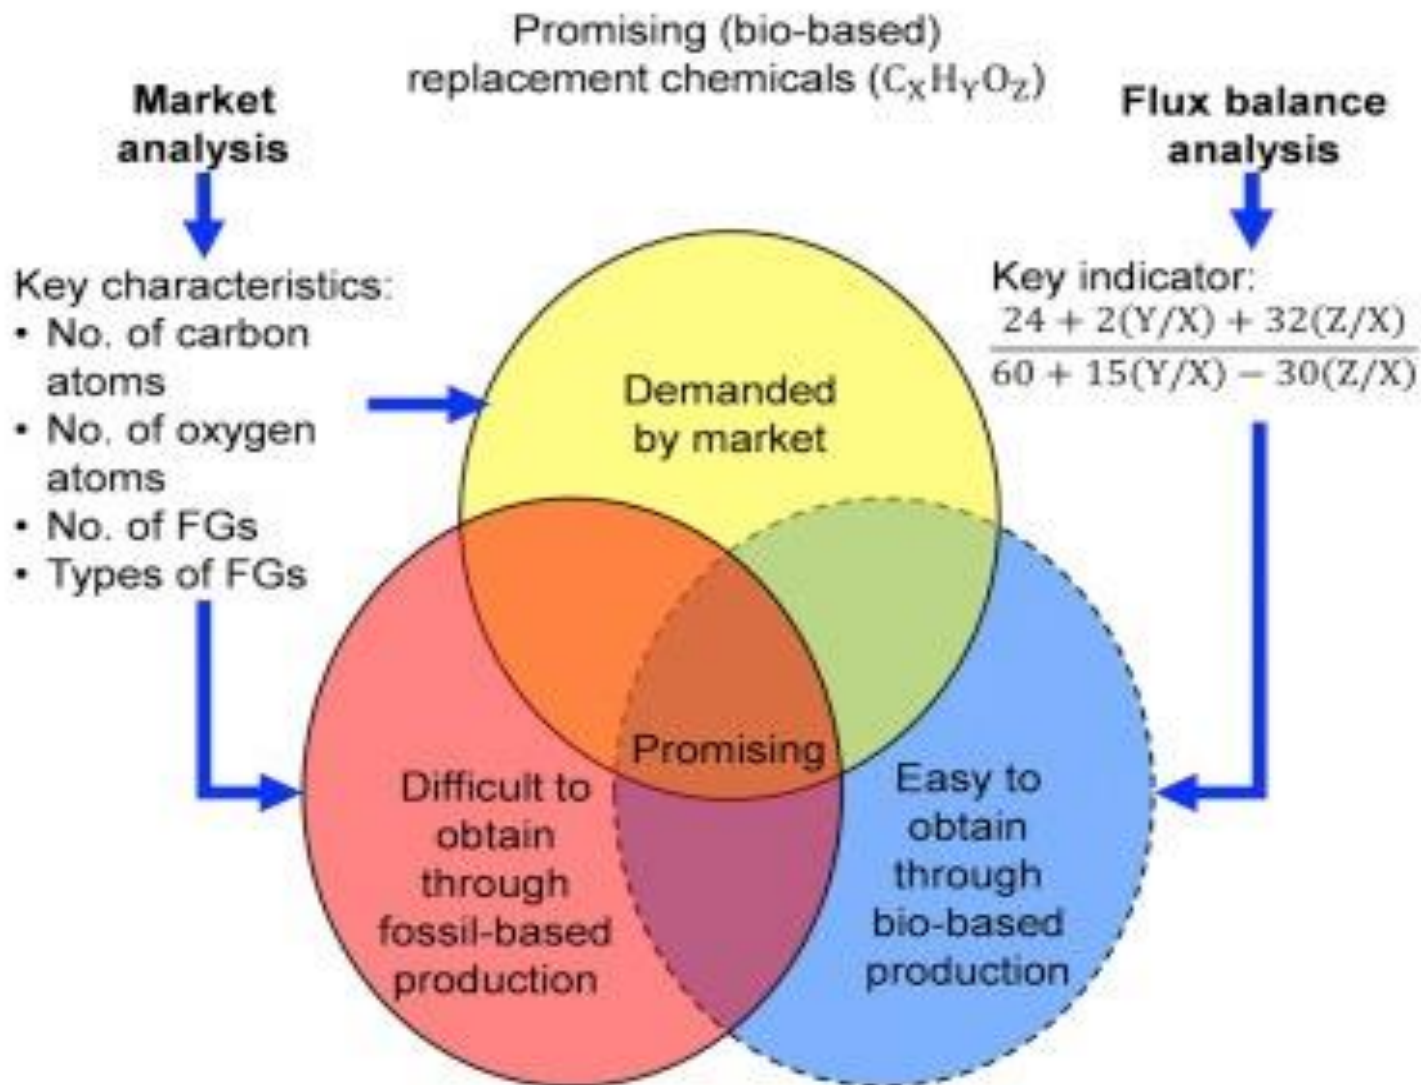 Promising (bio-based)
replacement chemicals (CXHYOZ)
Market
analysis
Key characteristics:
• No. of carbon
atoms
• No. of oxygen
atoms
• No. of FGs
• Types of FGs
Flux balance
analysis
Key indicator:
24 + 2(Y/X) + 32(Z/X)
60 + 15(Y/X) − 30(Z/X)
Demanded
by market
Promising
Difficult to
obtain
through
fossil-based
production
Easy to
obtain
through
bio-based
production